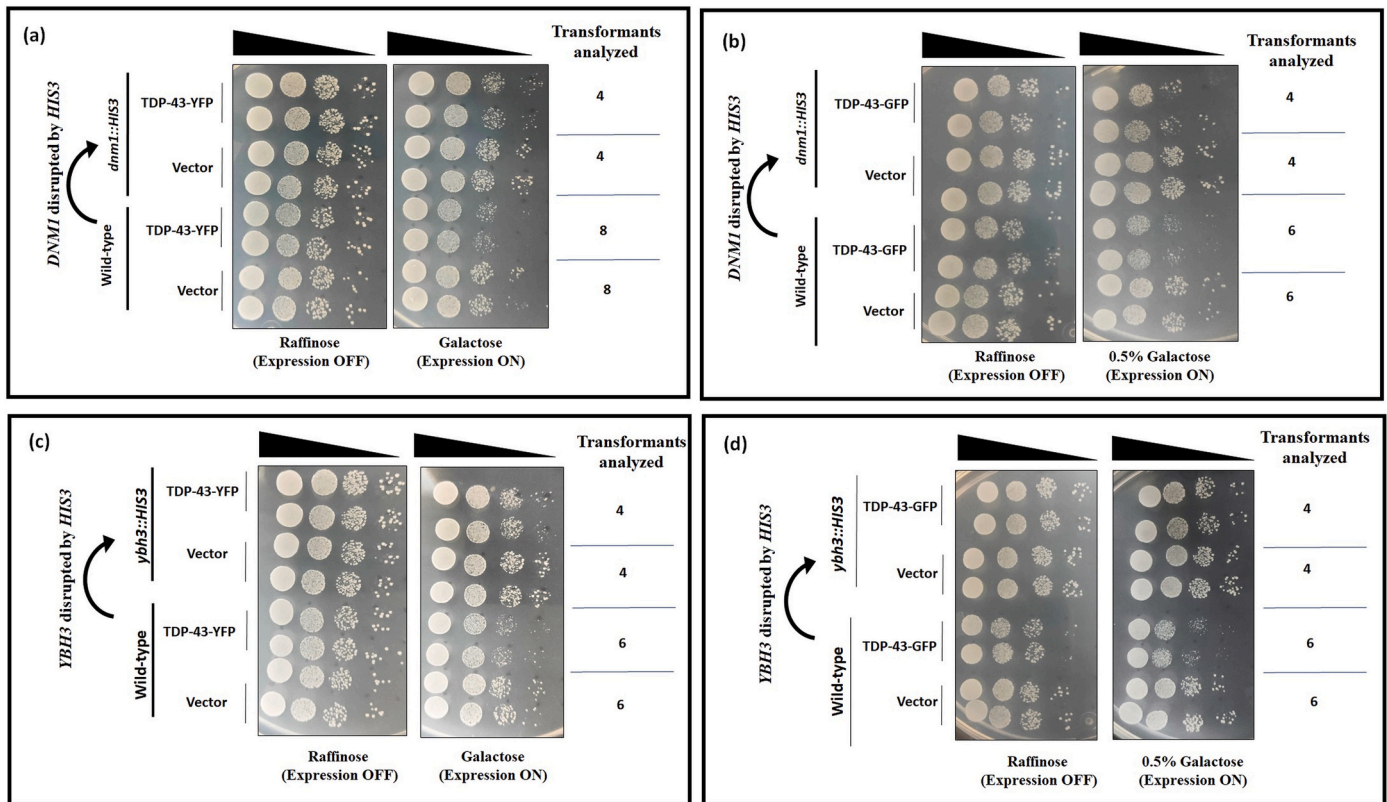 (a)
Transformants
analyzed
DNM1 disrupted by HIS3
dnm1::HIS3
Wild-type
TDP-43-YFP
Vector
TDP-43-YFP
Vector
4
4
8
8
Raffinose
(Expression OFF)
Galactose
(Expression ON)
(b)
Transformants
analyzed
DNM1 disrupted by HIS3
dnm1::HIS3
Wild-type
TDP-43-GFP
Vector
TDP-43-GFP
Vector
4
4
6
6
Raffinose
(Expression OFF)
0.5% Galactose
(Expression ON)
(c)
Transformants
analyzed
YBH3 disrupted by HIS3
ybh3::HIS3
Wild-type
TDP-43-YFP
Vector
TDP-43-YFP
Vector
4
4
6
6
Raffinose
(Expression OFF)
Galactose
(Expression ON)
(d)
Transformants
analyzed
YBH3 disrupted by HIS3
ybh3::HIS3
Wild-type
TDP-43-GFP
Vector
TDP-43-GFP
Vector
4
4
6
6
Raffinose
(Expression OFF)
0.5% Galactose
(Expression ON)